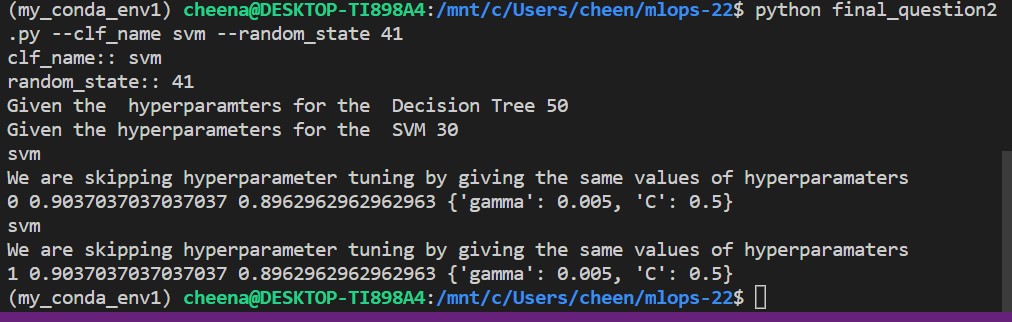 (my_conda_env1) cheena@DESKTOP-TI898A4:/mnt/c/Users/cheen/mlops-22$ python final_question2
.py --clf_name svm --random_state 41
clf_name:: svm
random_state:: 41
Given the  hyperparamters for the  Decision Tree 50
Given the hyperparameters for the  SVM 30
svm
We are skipping hyperparameter tuning by giving the same values of hyperparamaters
0 0.9037037037037037 0.8962962962962963 {'gamma': 0.005, 'C': 0.5}
svm
We are skipping hyperparameter tuning by giving the same values of hyperparamaters
1 0.9037037037037037 0.8962962962962963 {'gamma': 0.005, 'C': 0.5}
(my_conda_env1) cheena@DESKTOP-TI898A4:/mnt/c/Users/cheen/mlops-22$